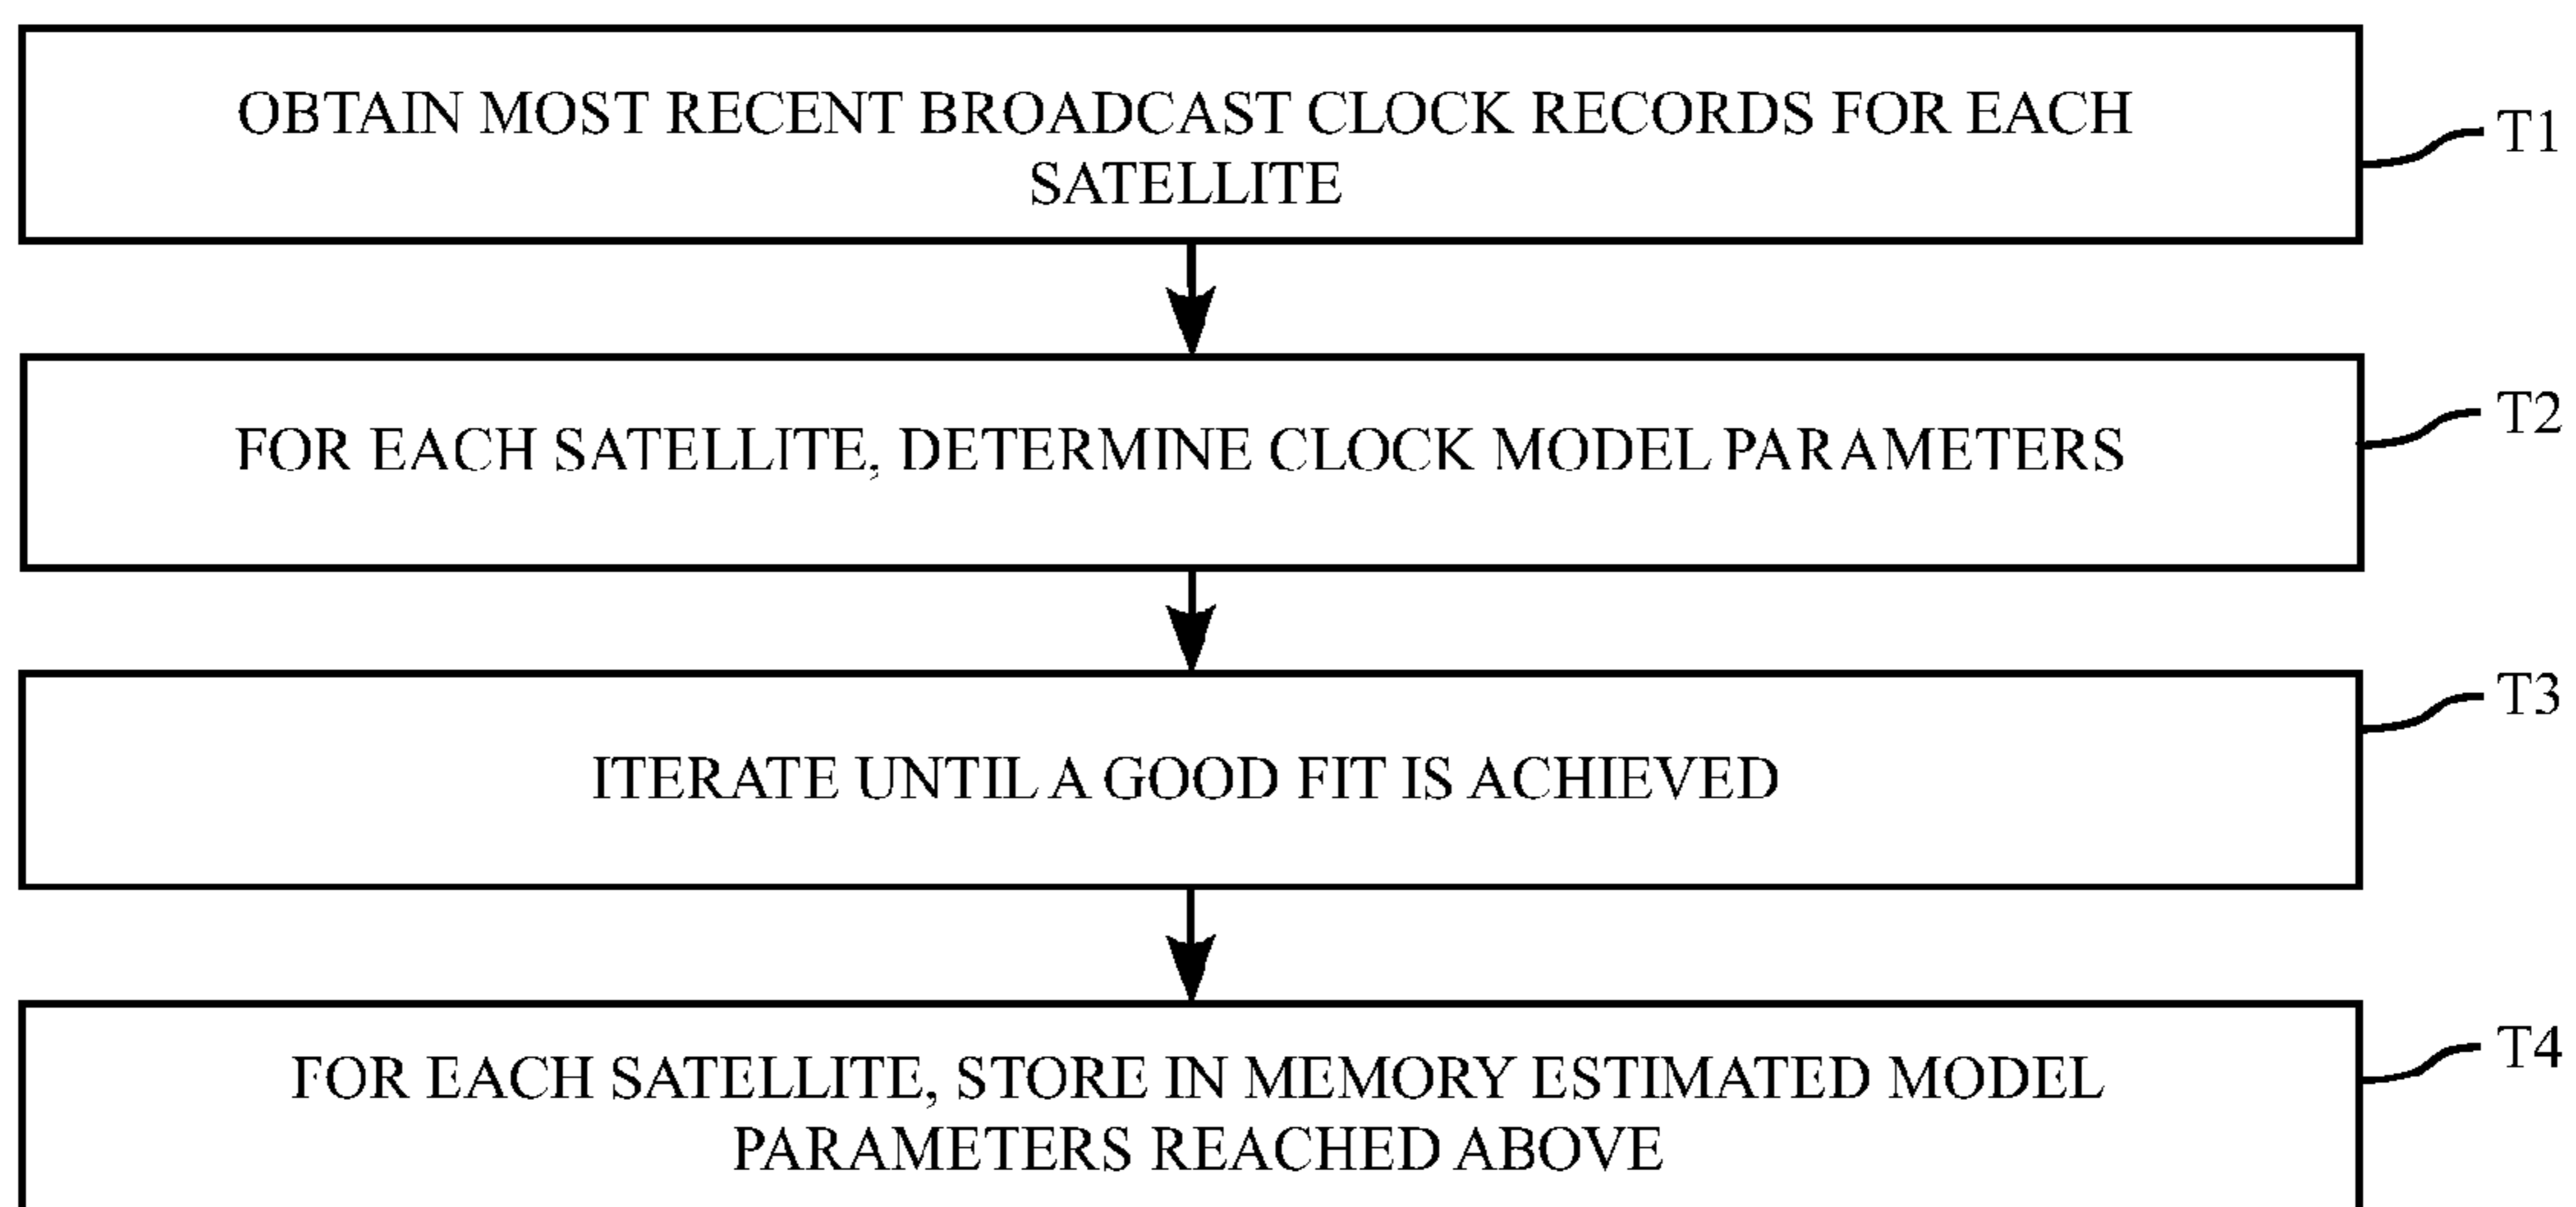 OBTAIN MOST RECENT BROADCAST CLOCK RECORDS FOR EACH
SATELLITE
T1
FOR EACH SATELLITE, DETERMINE CLOCK MODEL PARAMETERS
T2
ITERATE UNTIL A GOOD FIT IS ACHIEVED
T3
FOR EACH SATELLITE, STORE IN MEMORY ESTIMATED MODEL
PARAMETERS REACHED ABOVE
T4